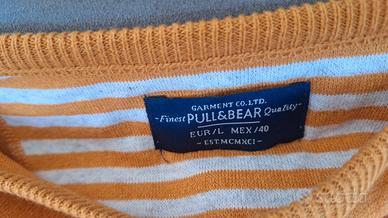 GARMENT CO. LTD.
-Finest PULL&BEAR Quality-
EUR/L MEX/40
- EST.MCMXCI -